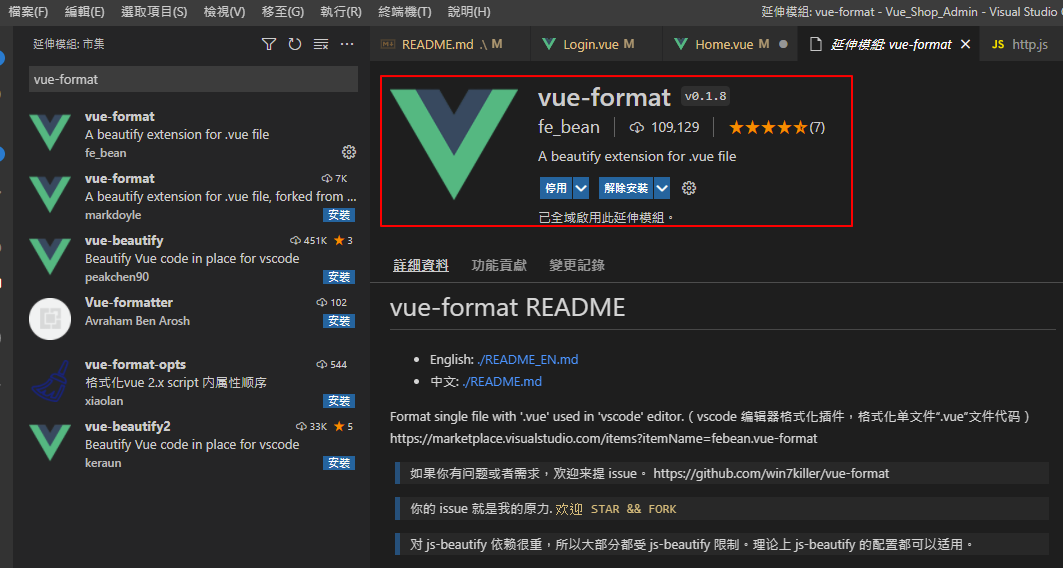 檔案(F) 編輯(E) 選取項目(S) 檢視(V) 移至(G) 執行(R) 終端機(T) 說明(H) 延伸模組: vue-format - Vue_Shop_Admin - Visual Studio
延伸模組: 市集
README.md .\ M Login.vue M Home.vue M 延伸模組: vue-format JS http.js
vue-format
vue-format
A beautify extension for .vue file
fe_bean
vue-format 7K
A beautify extension for .vue file, forked from ...
markdoyle 安裝
vue-beautify 451K ★ 3
Beautify Vue code in place for vscode
peakchen90 安裝
Vue-formatter 102
Avraham Ben Arosh 安裝
vue-format-opts 544
格式化vue 2.x script 内属性顺序
xiaolan 安裝
vue-beautify2 33K ★ 5
Beautify Vue code in place for vscode
keraun 安裝
vue-format v0.1.8
fe_bean 109,129 (7)
A beautify extension for .vue file
停用 解除安裝
已全域啟用此延伸模組。
詳細資料 功能貢獻 變更記錄
vue-format README
• English: ./README_EN.md
• 中文: ./README.md
Format single file with '.vue' used in 'vscode' editor.（vscode 编辑器格式化插件，格式化单文件“.vue”文件代码）
https://marketplace.visualstudio.com/items?itemName=febean.vue-format
如果你有问题或者需求，欢迎来提 issue。 https://github.com/win7killer/vue-format
你的 issue 就是我的原力. 欢迎 STAR && FORK
对 js-beautify 依赖很重，所以大部分都受 js-beautify 限制。理论上 js-beautify 的配置都可以适用。